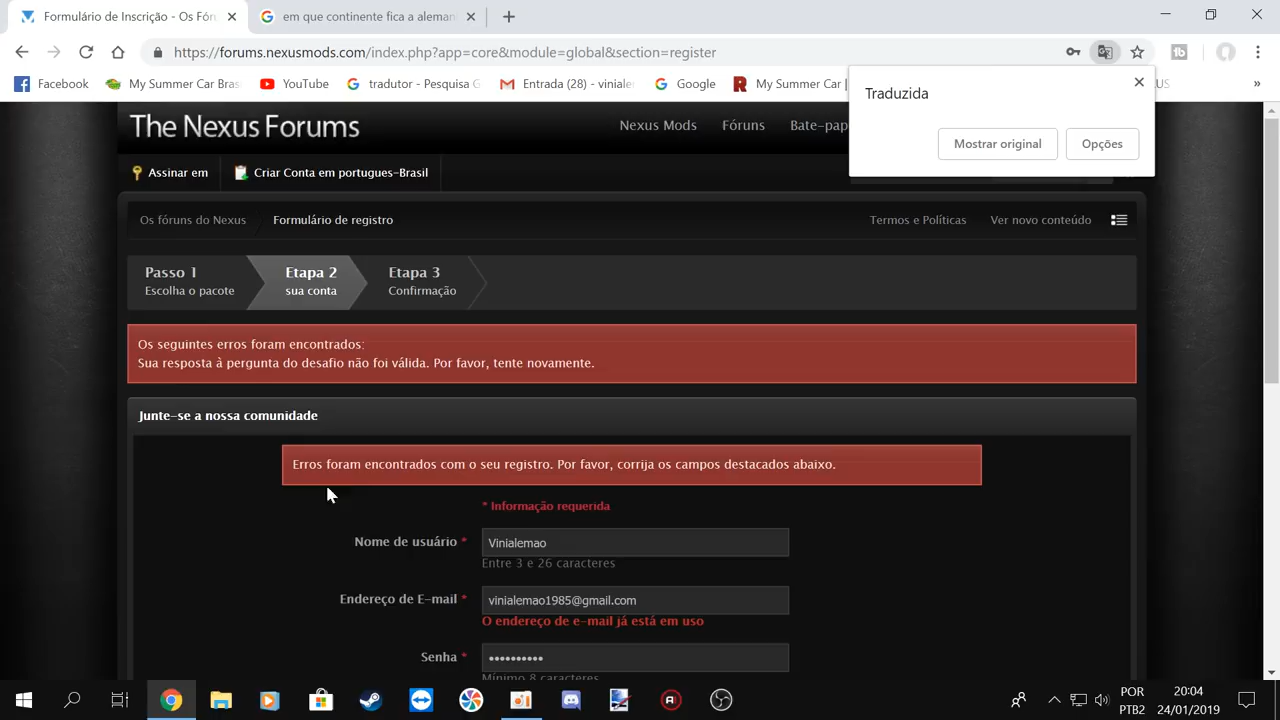 Formulário de Inscrição - Os Fór
em que continente fica a aleman
https://forums.nexusmods.com/index.php?app=core&module=global&section=register
Facebook
My Summer Car Bras
YouTube
tradutor - Pesquisa G
Entrada (28) - vinialer
Google
My Summer Car |
US
»
Traduzida
Mostrar original
Opções
The Nexus Forums
Nexus Mods
Fóruns
Bate-pap
Assinar em
Criar Conta em portugues-Brasil
Os fóruns do Nexus
Formulário de registro
Termos e Políticas
Ver novo conteúdo
Passo 1
Escolha o pacote
Etapa 2
sua conta
Etapa 3
Confirmação
Os seguintes erros foram encontrados:
Sua resposta à pergunta do desafio não foi válida. Por favor, tente novamente.
Junte-se a nossa comunidade
Erros foram encontrados com o seu registro. Por favor, corrija os campos destacados abaixo.
* Informação requerida
Nome de usuário *
Vinialemao
Entre 3 e 26 caracteres
Endereço de E-mail *
vinialemao1985@gmail.com
O endereço de e-mail já está em uso
Senha *
••••••••••
Mínimo 8 caracteres
POR
PTB2
20:04
24/01/2019